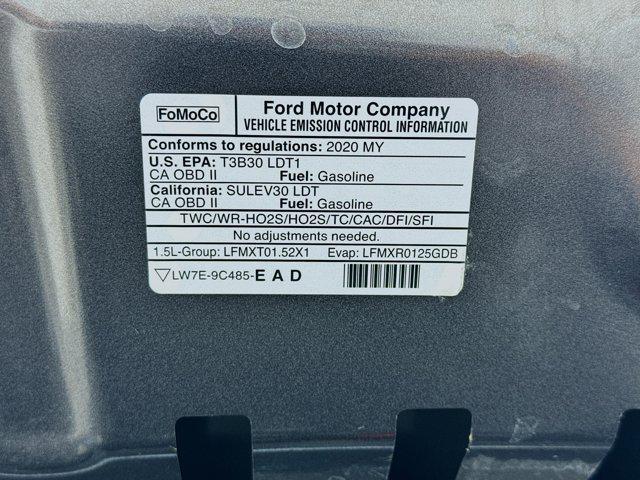 FoMoCo
Ford Motor Company
VEHICLE EMISSION CONTROL INFORMATION
Conforms to regulations: 2020 MY
U.S. EPA: T3B30 LDT1
CA OBD II Fuel: Gasoline
California: SULEV30 LDT
CA OBD II Fuel: Gasoline
TWC/WR-HO2S/HO2S/TC/CAC/DFI/SFI
No adjustments needed.
1.5L-Group: LFMXT01.52X1 Evap: LFMXR0125GDB
LW7E-9C485-E A D